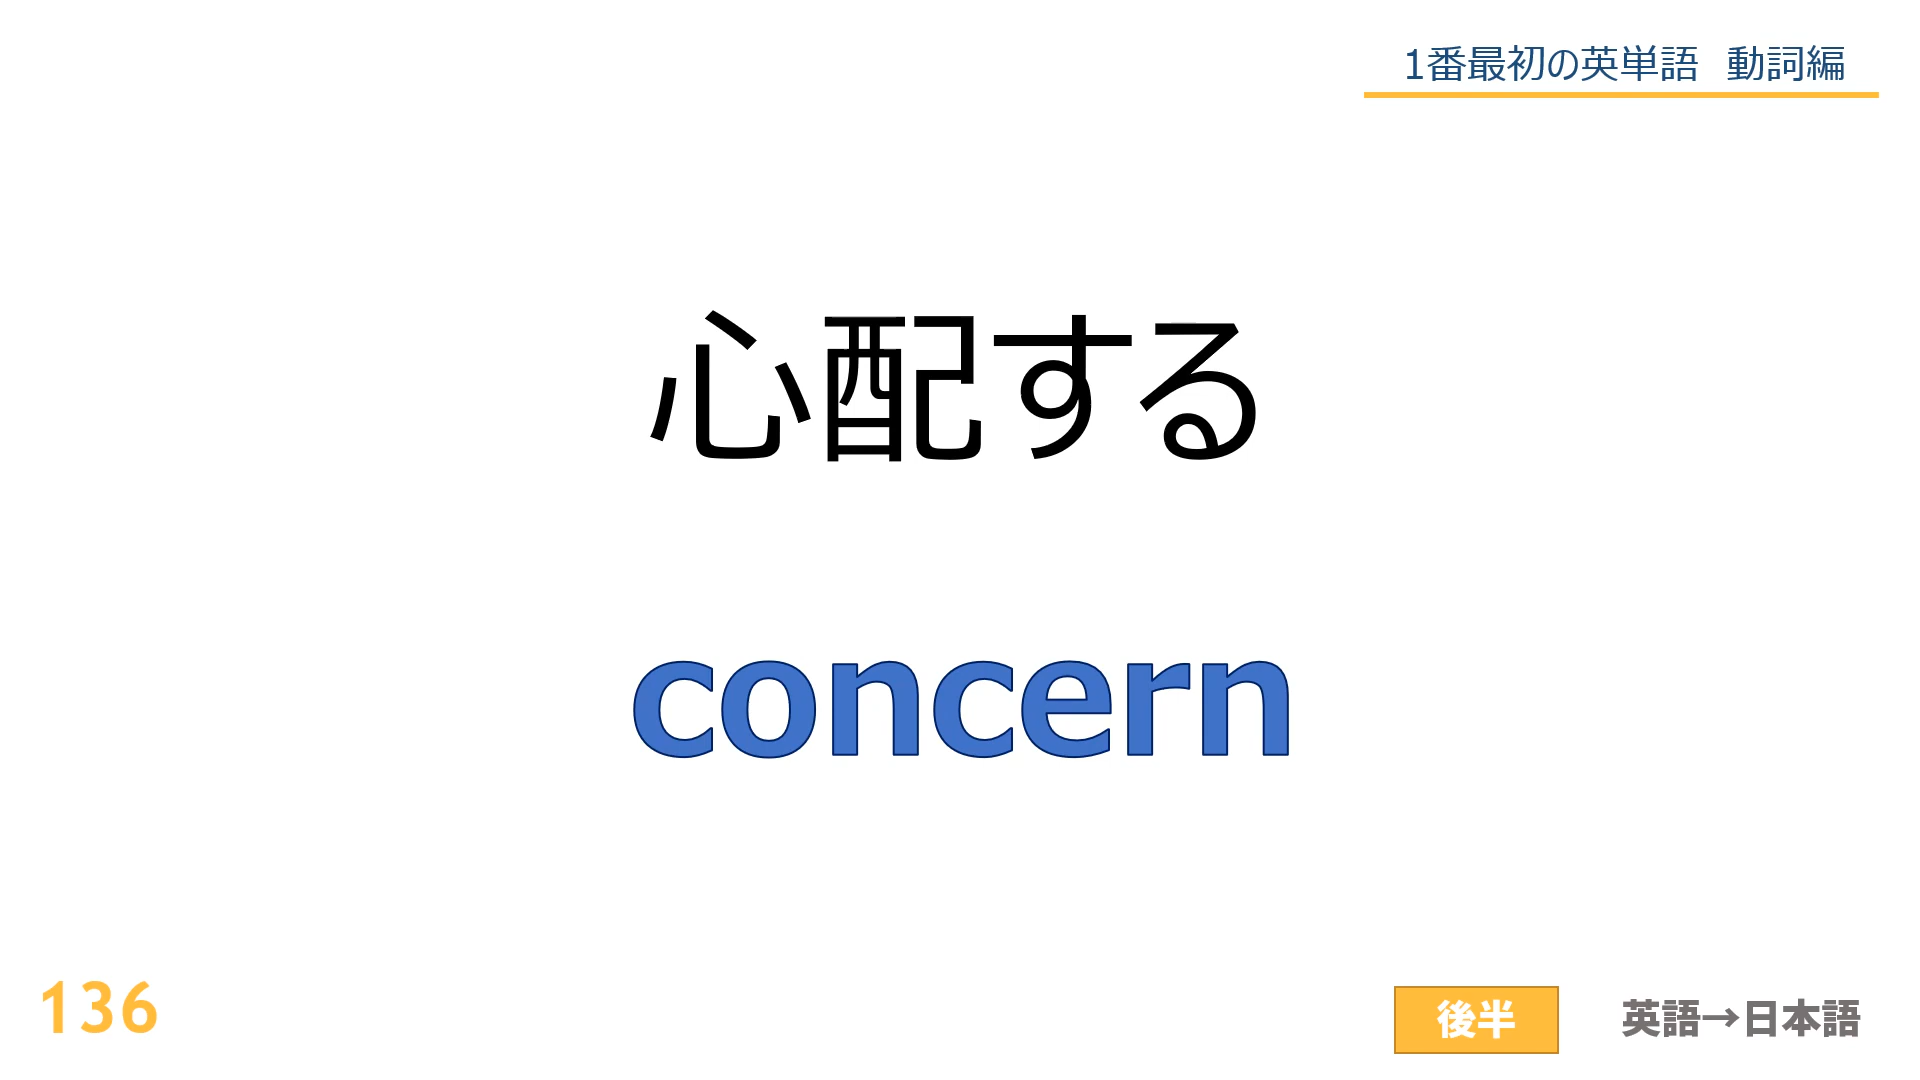 1番最初の英単語　動詞編
心配する
concern
136
後半
英語→日本語